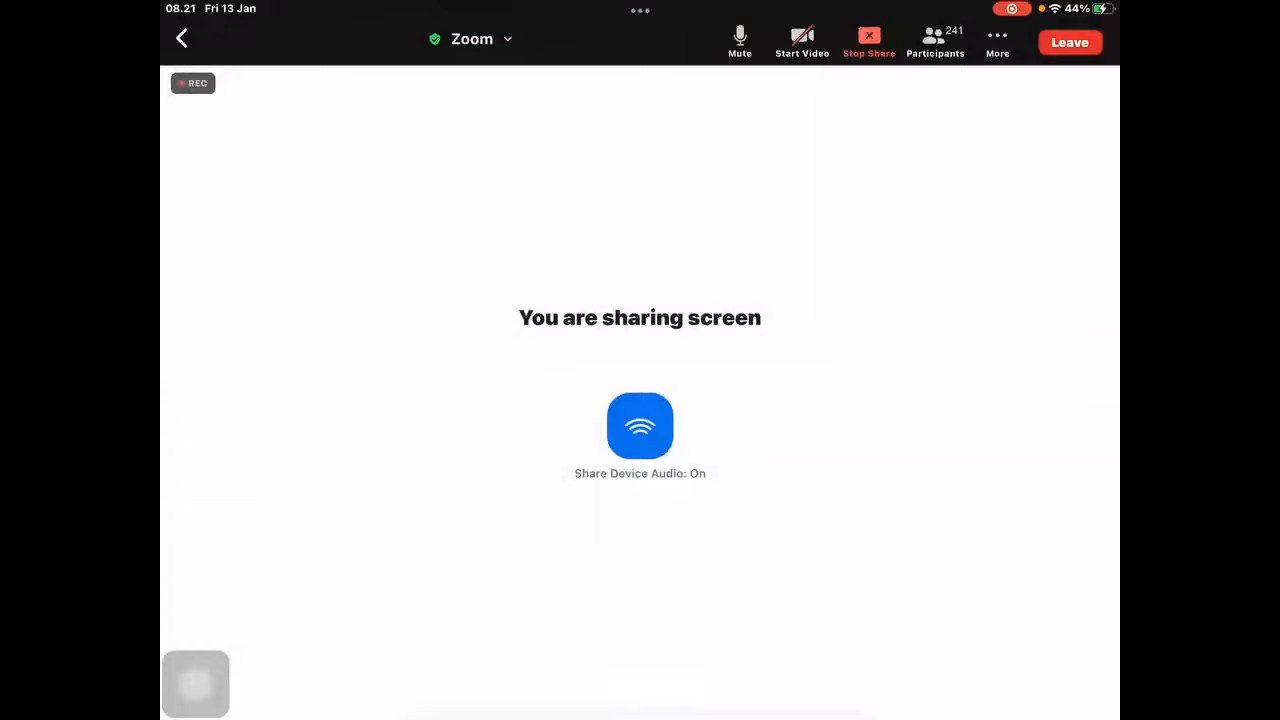 08.21 Fri 13 Jan
44%
Zoom
Mute
Start Video
Stop Share
241
Participants
More
Leave
REC
You are sharing screen
Share Device Audio: On